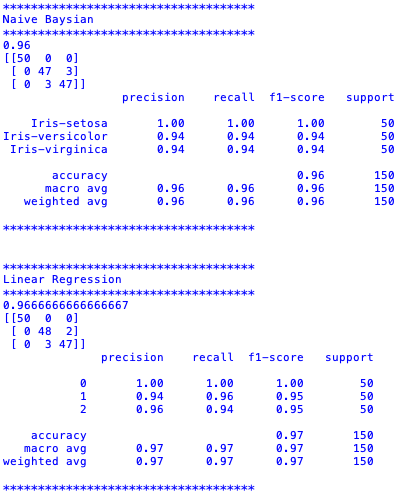 ************************************
Naive Baysian
************************************
0.96
[[50  0  0]
 [ 0 47  3]
 [ 0  3 47]]
                 precision    recall  f1-score   support

    Iris-setosa       1.00      1.00      1.00        50
Iris-versicolor       0.94      0.94      0.94        50
 Iris-virginica       0.94      0.94      0.94        50

       accuracy                           0.96       150
      macro avg       0.96      0.96      0.96       150
   weighted avg       0.96      0.96      0.96       150

************************************


************************************
Linear Regression
************************************
0.9666666666666667
[[50  0  0]
 [ 0 48  2]
 [ 0  3 47]]
              precision    recall  f1-score   support

           0       1.00      1.00      1.00        50
           1       0.94      0.96      0.95        50
           2       0.96      0.94      0.95        50

    accuracy                           0.97       150
   macro avg       0.97      0.97      0.97       150
weighted avg       0.97      0.97      0.97       150

************************************